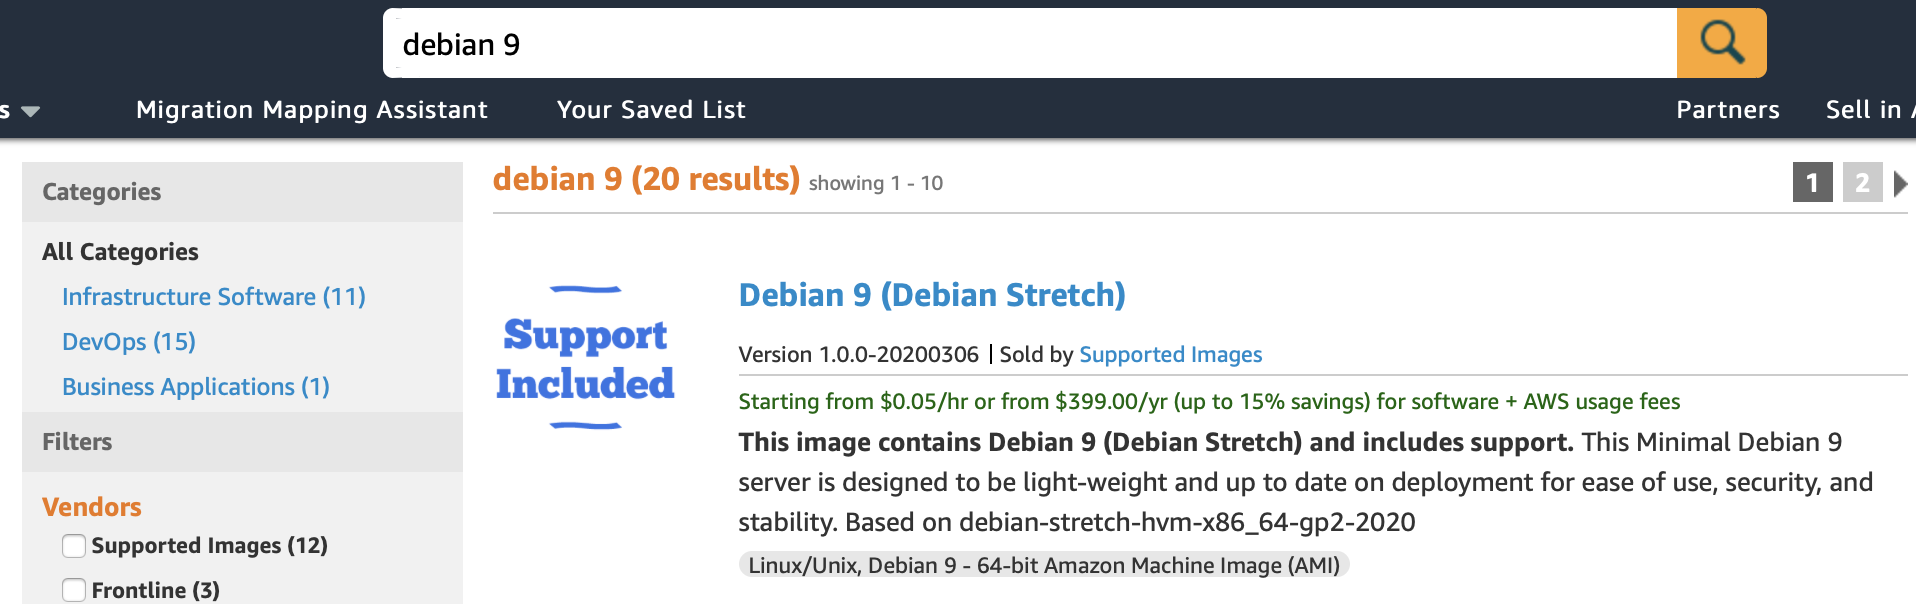 debian 9
s
Migration Mapping Assistant
Your Saved List
Partners
Sell in
Categories
All Categories
Infrastructure Software (11)
DevOps (15)
Business Applications (1)
Filters
Vendors
Supported Images (12)
Frontline (3)
debian 9 (20 results) showing 1 - 10
1 2
Support
Included
Debian 9 (Debian Stretch)
Version 1.0.0-20200306 | Sold by Supported Images
Starting from $0.05/hr or from $399.00/yr (up to 15% savings) for software + AWS usage fees
This image contains Debian 9 (Debian Stretch) and includes support. This Minimal Debian 9
server is designed to be light-weight and up to date on deployment for ease of use, security, and
stability. Based on debian-stretch-hvm-x86_64-gp2-2020
Linux/Unix, Debian 9 - 64-bit Amazon Machine Image (AMI)